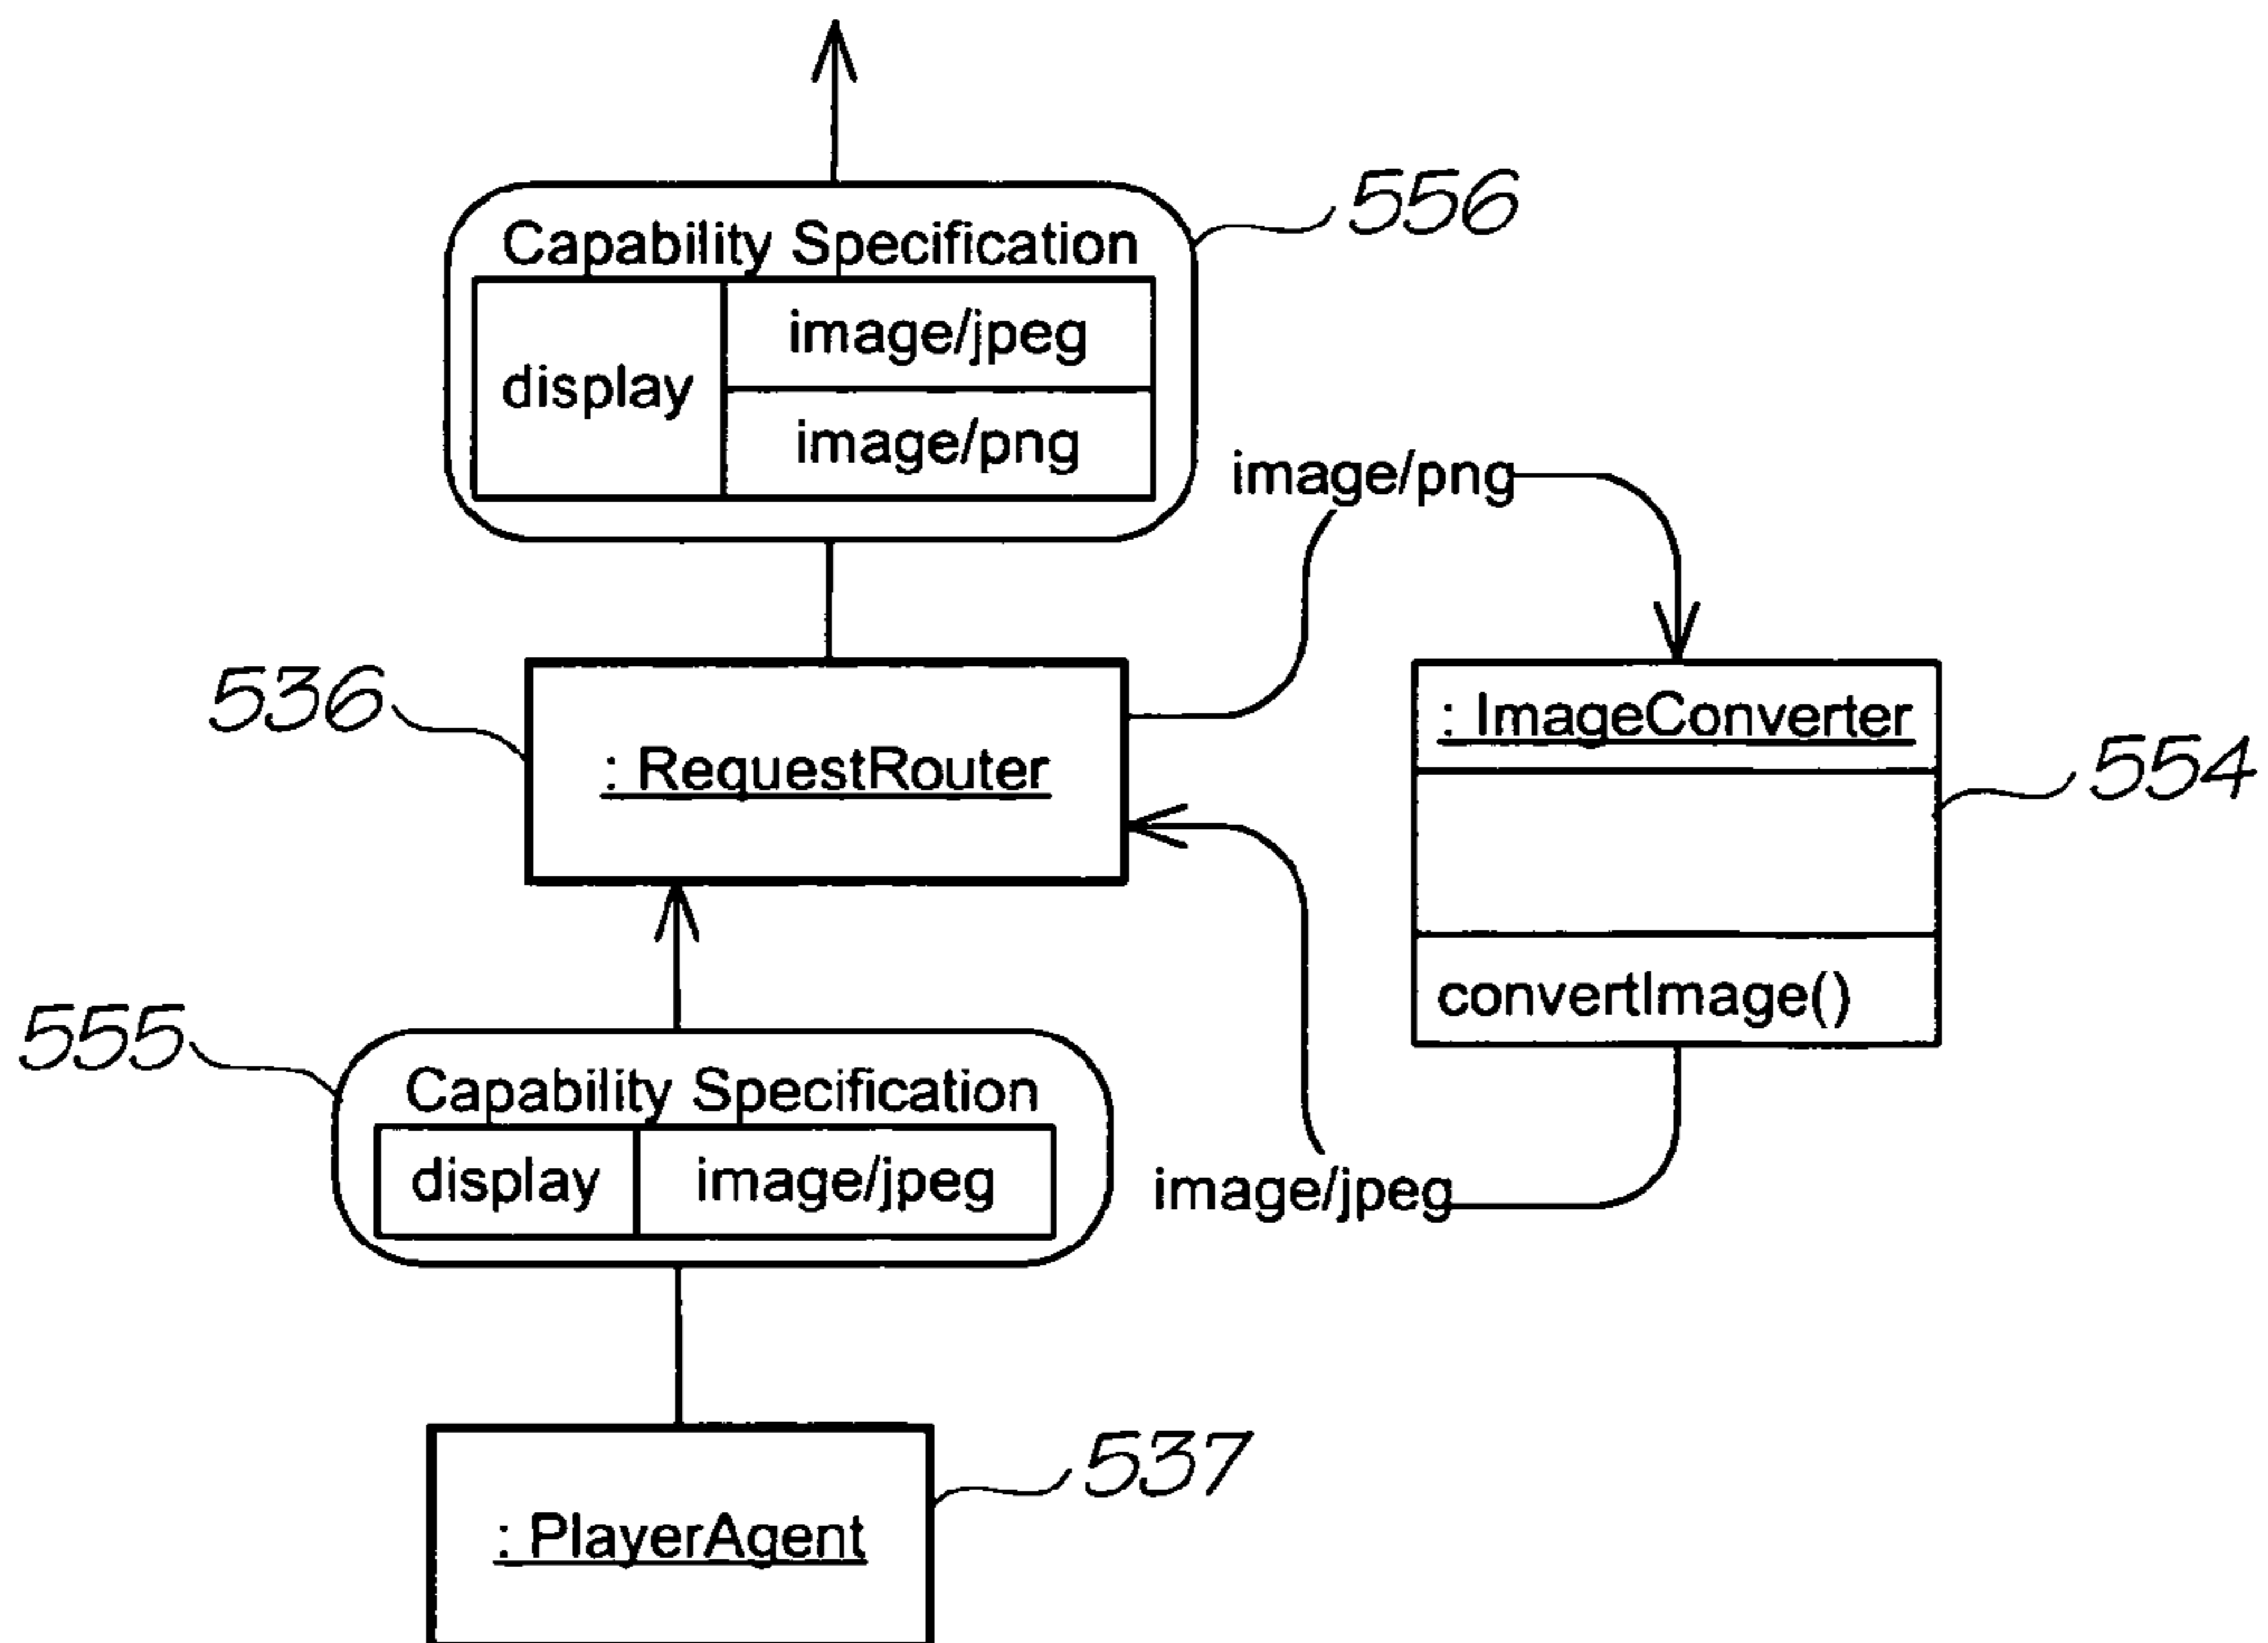 556
Capability Specification
display
image/jpeg
image/png
image/png
536
: RequestRouter
: ImageConverter
554
convertImage()
555
Capability Specification
display
image/jpeg
image/jpeg
537
: PlayerAgent